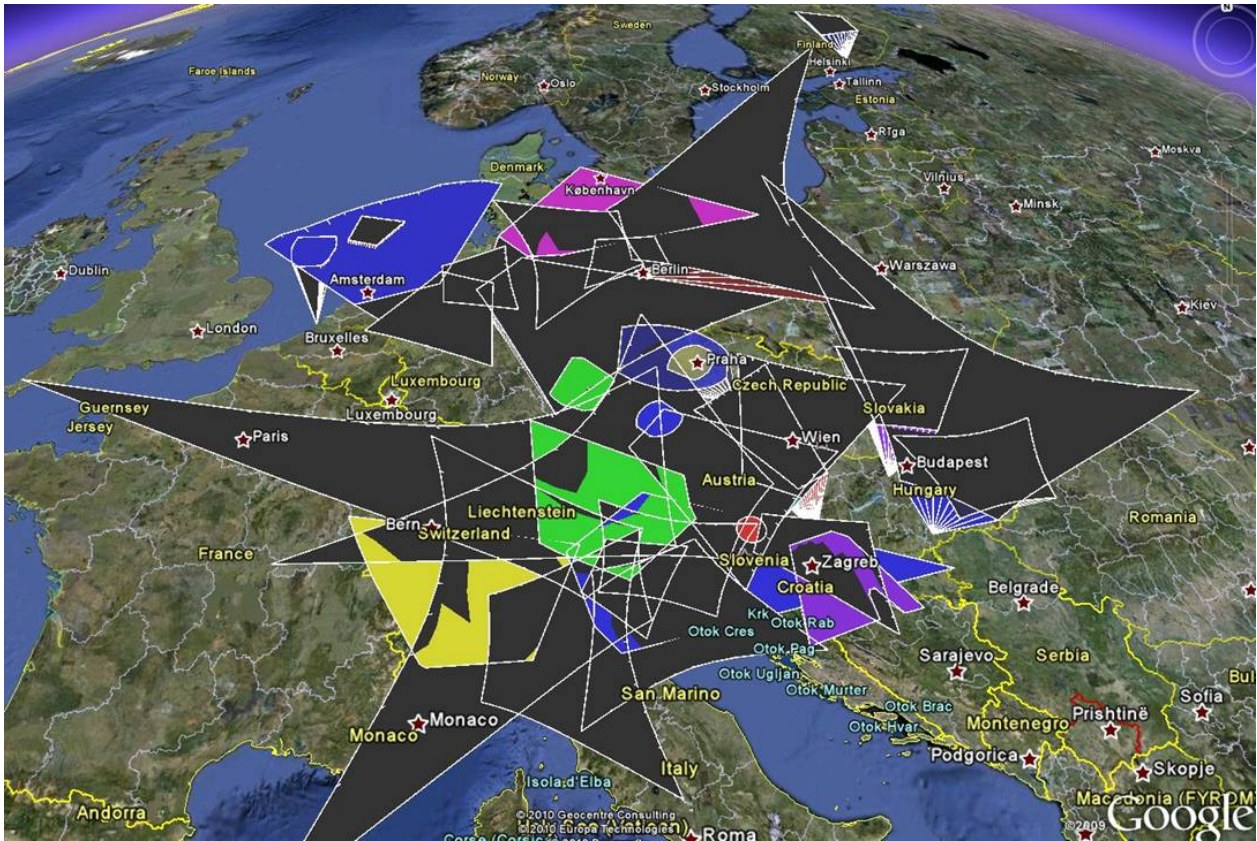 N
Sweden
Finland
Faroe Islands
Norway
Helsinki
Oslo
Stockholm
Tallinn
Estonia
Rīga
Moskva
Denmark
København
Vilnius
Minsk
Dublin
Amsterdam
Berlin
Warszawa
London
Kiev
Bruxelles
Praha
Luxembourg
Czech Republic
Guernsey
Luxembourg
Slovakia
Jersey
Paris
Wien
Budapest
Austria
Hungary
Liechtenstein
Romania
Bern
Switzerland
France
Slovenia
Zagreb
Croatia
Belgrade
Krk
Otok Rab
Otok Cres
Otok Pag
Sarajevo
Serbia
Otok Ugljan
Otok Murter
San Marino
Sofia
Otok Brac
Monaco
Montenegro
Prishtinë
Otok Hvar
Monaco
Podgorica
Italy
Skopje
Isola d'Elba
Andorra
Macedonia (FYROM)
©2010 Geocentre Consulting
©2010 Europa Technologies
©2009
Google
Roma